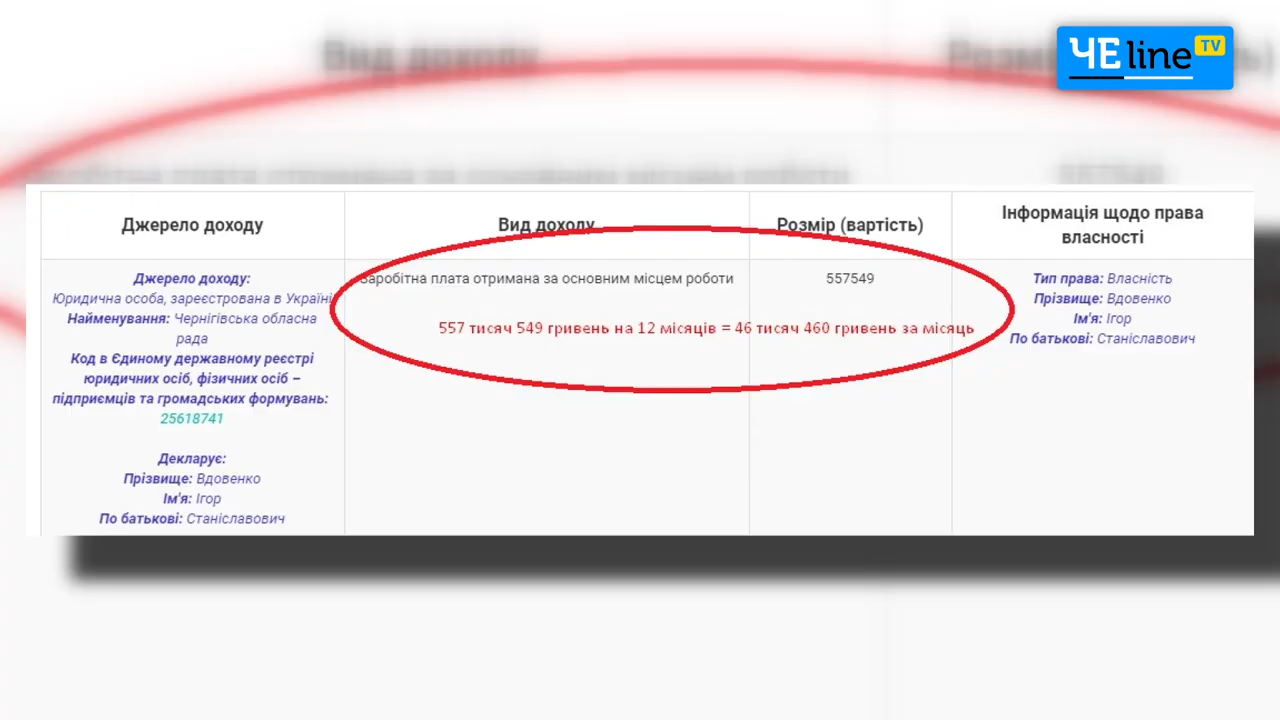 Вид доходу
ЧЕline TV
557549
Джерело доходу
Вид доходу
Розмір (вартість)
Інформація щодо права
власності
Джерело доходу:
Юридична особа, зареєстрована в Україні
Найменування: Чернігівська обласна
рада
Код в Єдиному державному реєстрі
юридичних осіб, фізичних осіб –
підприємців та громадських формувань:
25618741
Декларує:
Прізвище: Вдовенко
Ім'я: Ігор
По батькові: Станіславович
Заробітна плата отримана за основним місцем роботи
557549
557 тисяч 549 гривень на 12 місяців = 46 тисяч 460 гривень за місяць
Тип права: Власність
Прізвище: Вдовенко
Ім'я: Ігор
По батькові: Станіславович